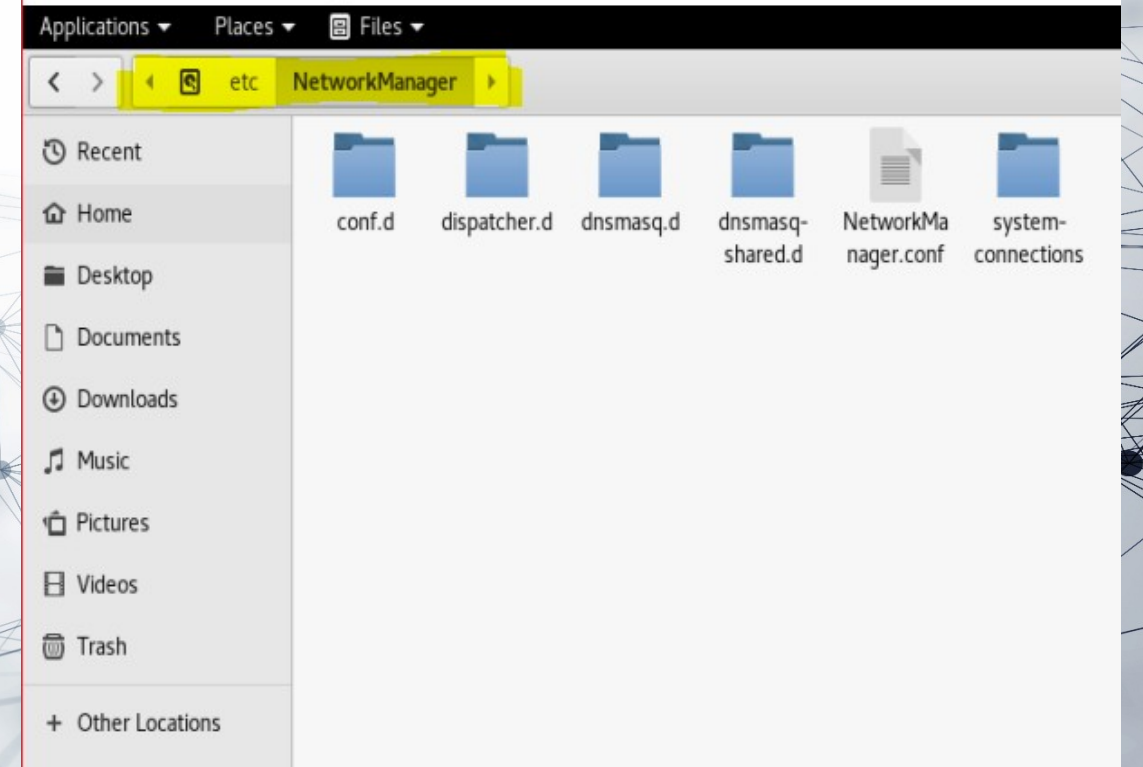 Applications Places Files
etc NetworkManager
Recent
Home
Desktop
Documents
Downloads
Music
Pictures
Videos
Trash
+ Other Locations
conf.d
dispatcher.d
dnsmasq.d
dnsmasq-
shared.d
NetworkMa
nager.conf
system-
connections